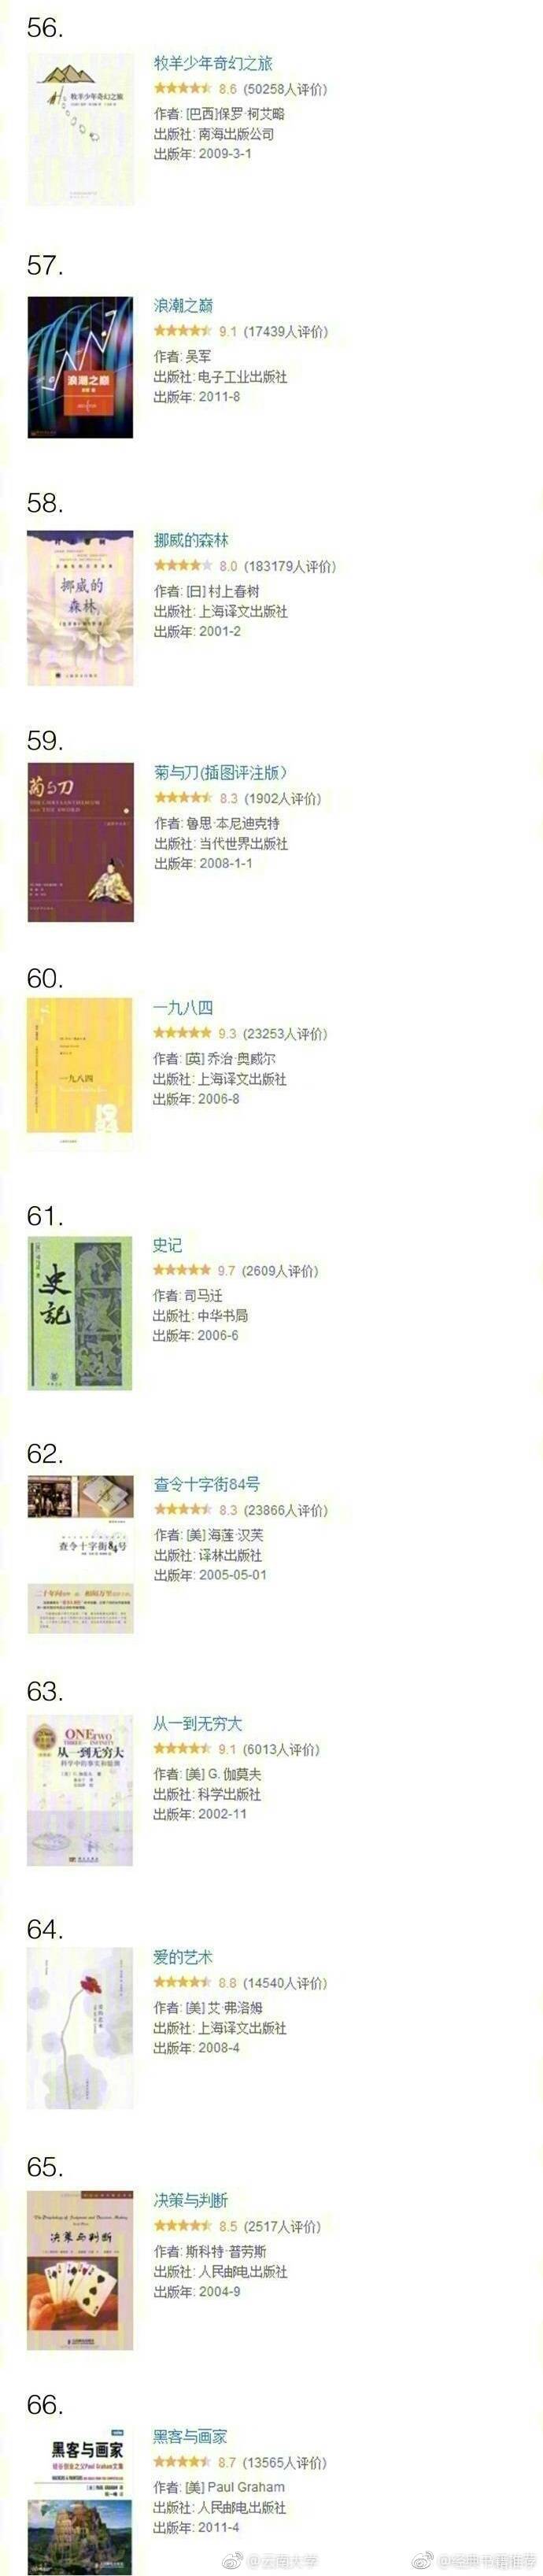 56.
牧羊少年奇幻之旅
牧羊少年奇幻之旅
8.6 (50258人评价)
作者: [巴西]保罗·柯艾略
出版社: 南海出版公司
出版年: 2009-3-1
57.
浪潮之巅
浪潮之巅
9.1 (17439人评价)
作者: 吴军
出版社: 电子工业出版社
出版年: 2011-8
58.
挪威的
森林
挪威的森林
8.0 (183179人评价)
作者: [日]村上春树
出版社: 上海译文出版社
出版年: 2001-2
59.
菊与刀
THE CHRYSANTHEMUM
AND THE SWORD
菊与刀(插图评注版）
8.3 (1902人评价)
作者: 鲁思·本尼迪克特
出版社: 当代世界出版社
出版年: 2008-1-1
60.
一九八四
一九八四
9.3 (23253人评价)
作者: [英] 乔治·奥威尔
出版社: 上海译文出版社
出版年: 2006-8
61.
史記
史记
9.7 (2609人评价)
作者: 司马迁
出版社: 中华书局
出版年: 2006-6
62.
查令十字街84号
查令十字街84号
8.3 (23866人评价)
作者: [美]海莲·汉芙
出版社: 译林出版社
出版年: 2005-05-01
63.
ONE TWO
THREE... INFINITY
从一到无穷大
科学中的事实和臆测
从一到无穷大
9.1 (6013人评价)
作者: [美] G. 伽莫夫
出版社: 科学出版社
出版年: 2002-11
64.
爱的艺术
8.8 (14540人评价)
作者: [美] 艾·弗洛姆
出版社: 上海译文出版社
出版年: 2008-4
65.
The Psychology of Judgment and Decision Making
决策与判断
决策与判断
8.5 (2517人评价)
作者: 斯科特·普劳斯
出版社: 人民邮电出版社
出版年: 2004-9
66.
黑客与画家
硅谷创业之父Paul Graham文集
黑客与画家
8.7 (13565人评价)
作者: [美] Paul Graham
出版社: 人民邮电出版社
出版年: 2011-4
@云南大学
@经典书籍推荐